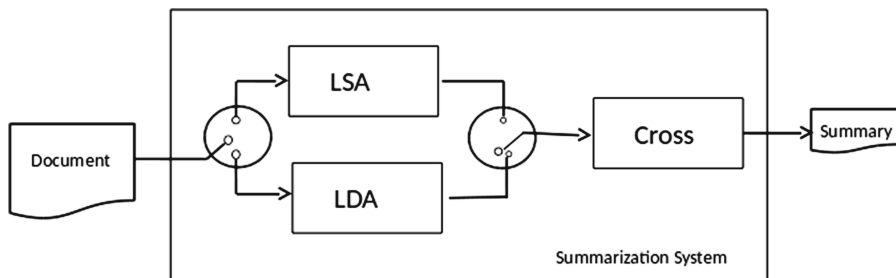 LSA
Document
Cross
Summary
LDA
Summarization System